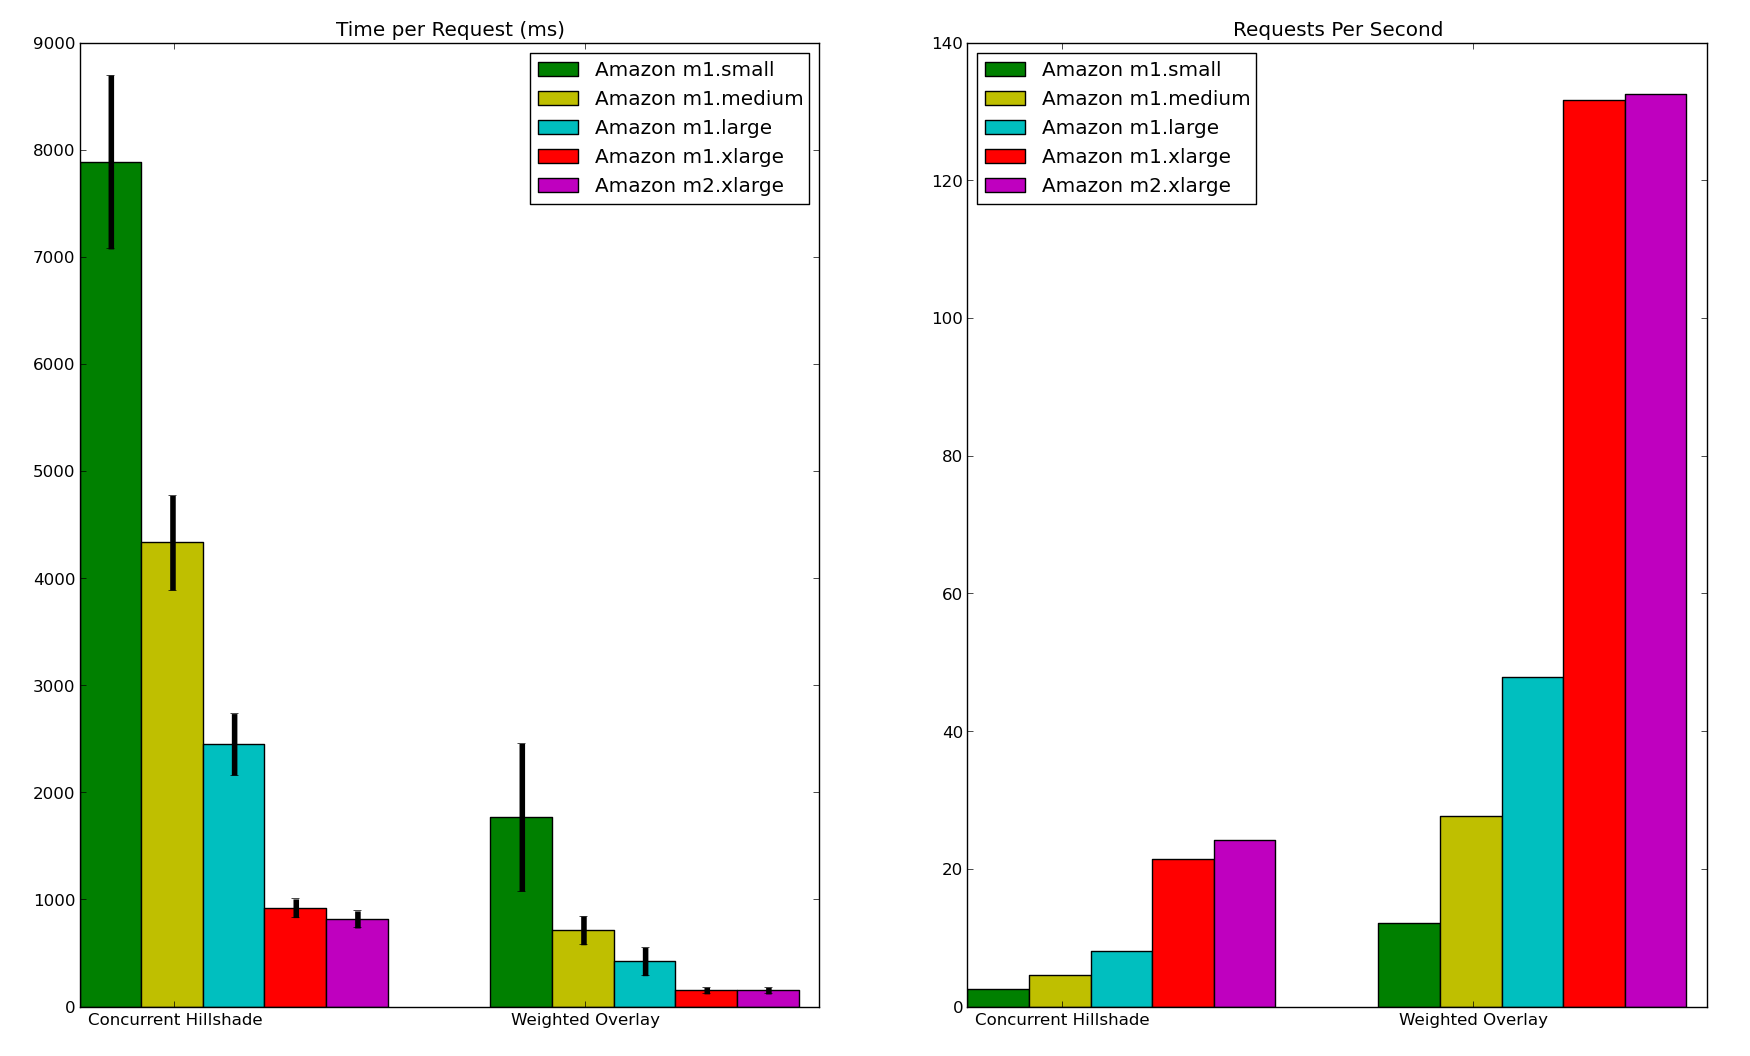 Time per Request (ms)
9000
8000
7000
6000
5000
4000
3000
2000
1000
0
Amazon m1.small
Amazon m1.medium
Amazon m1.large
Amazon m1.xlarge
Amazon m2.xlarge
Concurrent Hillshade
Weighted Overlay
Requests Per Second
140
120
100
80
60
40
20
0
Amazon m1.small
Amazon m1.medium
Amazon m1.large
Amazon m1.xlarge
Amazon m2.xlarge
Concurrent Hillshade
Weighted Overlay